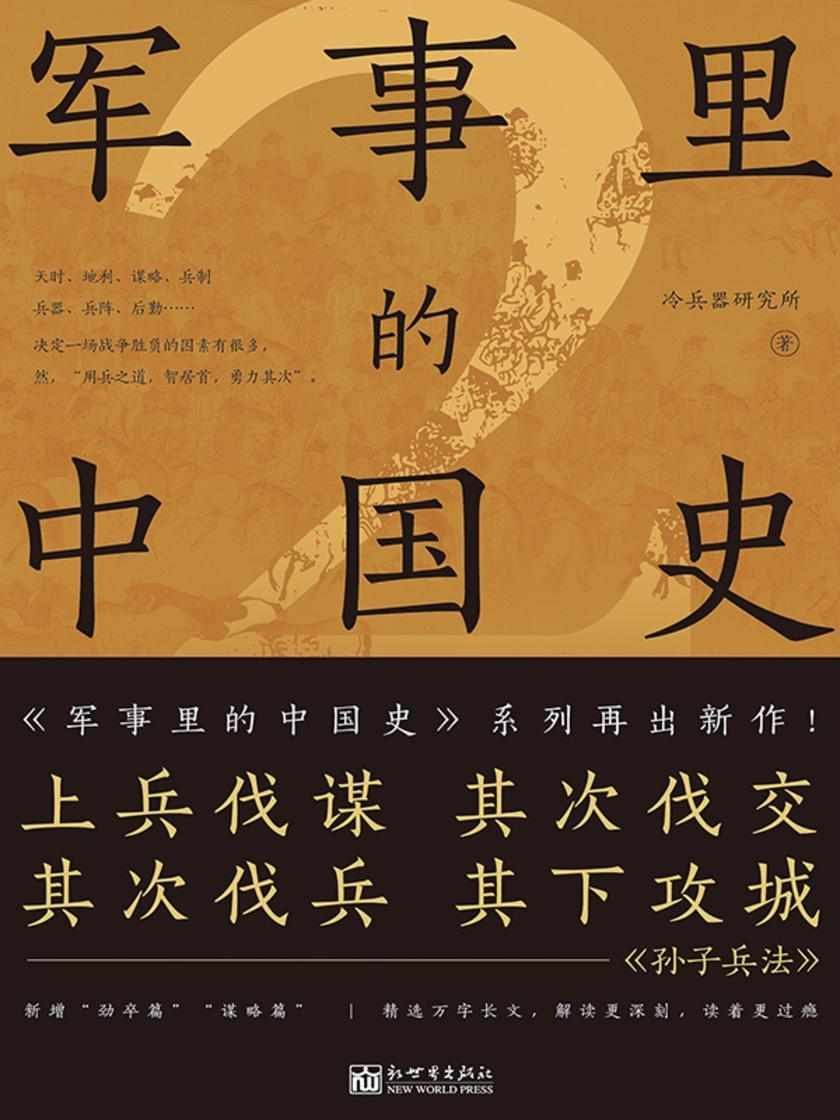 军事里
的
中国史
2
天时、地利、谋略、兵制
兵器、兵阵、后勤……
决定一场战争胜负的因素有很多，
然，“用兵之道，智居首，勇力其次”。
冷兵器研究所
著
《军事里的中国史》系列再出新作！
上兵伐谋 其次伐交
其次伐兵 其下攻城
《孙子兵法》
新增“劲卒篇”“谋略篇” | 精选万字长文，解读更深刻，读着更过瘾
新世界出版社
NEW WORLD PRESS